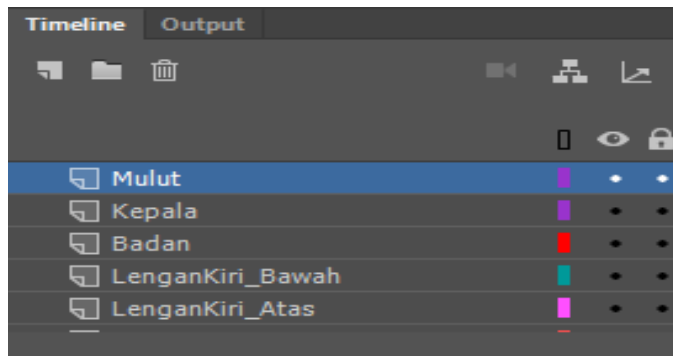 Timeline Output
Mulut
Kepala
Badan
LenganKiri_Bawah
LenganKiri_Atas